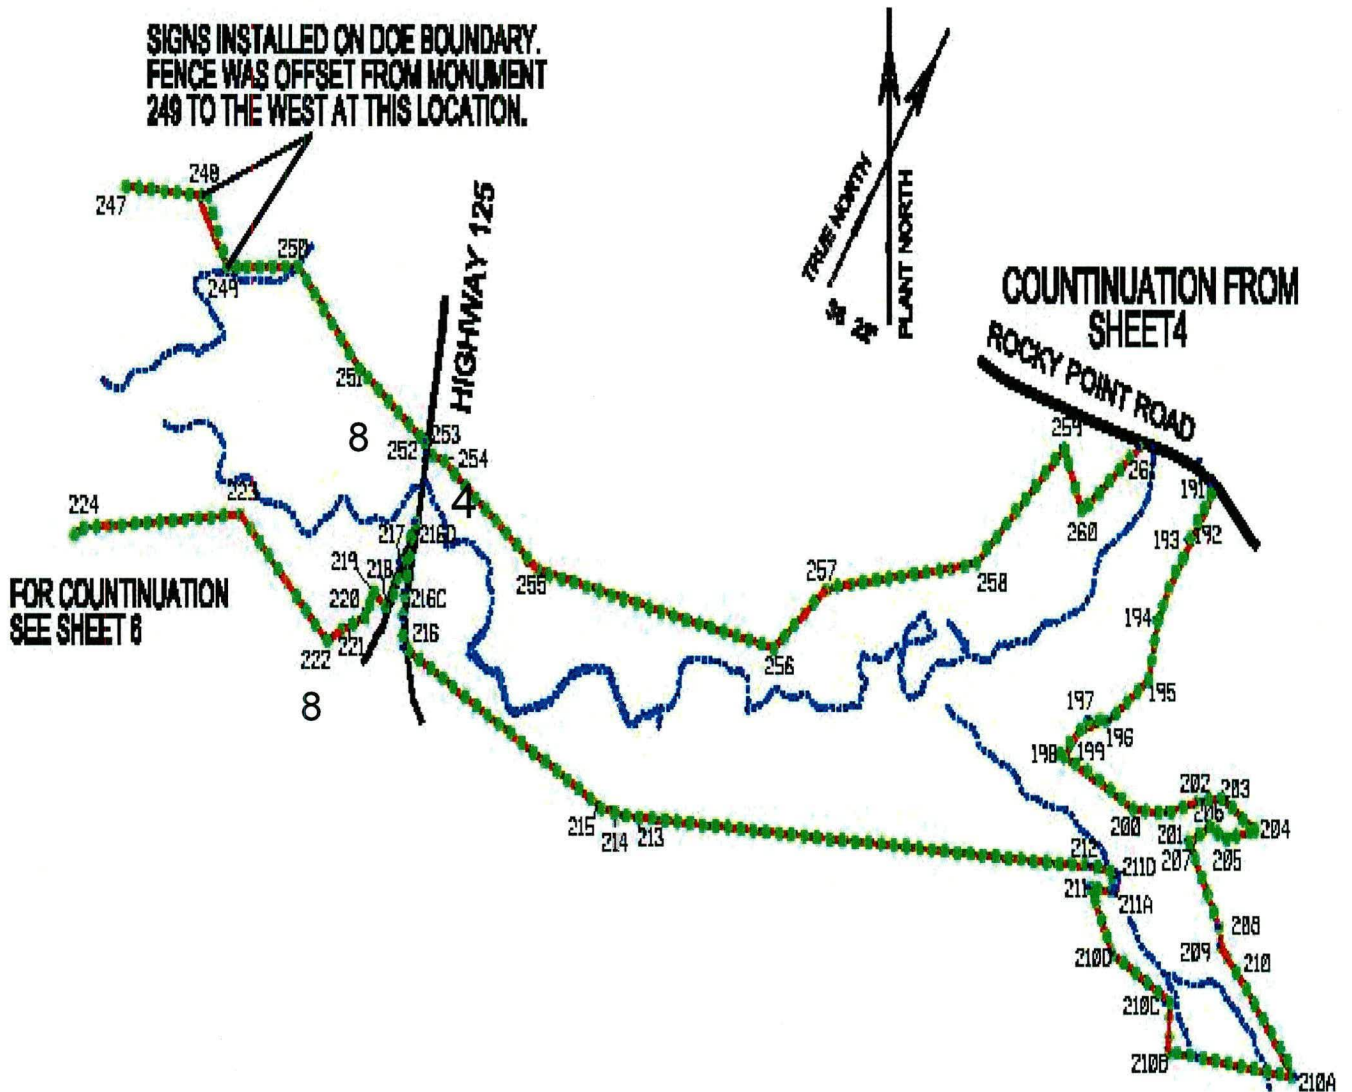 SIGNS INSTALLED ON DOE BOUNDARY.
FENCE WAS OFFSET FROM MONUMENT
249 TO THE WEST AT THIS LOCATION.
TRUE NORTH
PLANT NORTH
COUNTINUATION FROM
SHEET4
ROCKY POINT ROAD
HIGHWAY 125
247
248
249
250
251
8
252
253
254
4
224
223
217
216D
219
218
220
216C
221
216
222
8
FOR COUNTINUATION
SEE SHEET 6
255
256
257
258
259
260
261
191
192
193
194
195
196
197
198
199
200
201
202
203
204
205
206
207
208
209
210
215
214
213
212
211D
211
211A
210D
210C
210B
210A